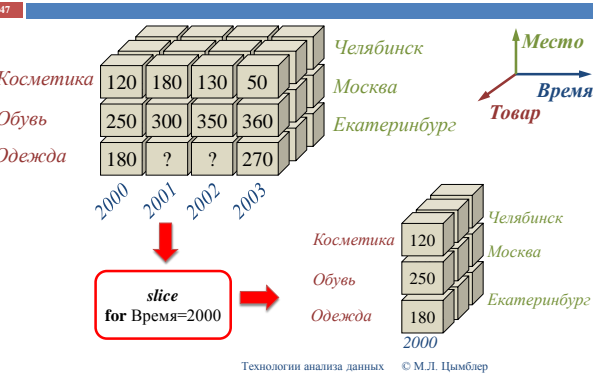 47
Челябинск
Москва
Екатеринбург
Косметика 120 180 130 50
Обувь 250 300 350 360
Одежда 180 ? ? 270
2000 2001 2002 2003
Место
Время
Товар
slice
for Время=2000
Косметика 120
Обувь 250
Одежда 180
2000
Челябинск
Москва
Екатеринбург
Технологии анализа данных © М.Л. Цымблер